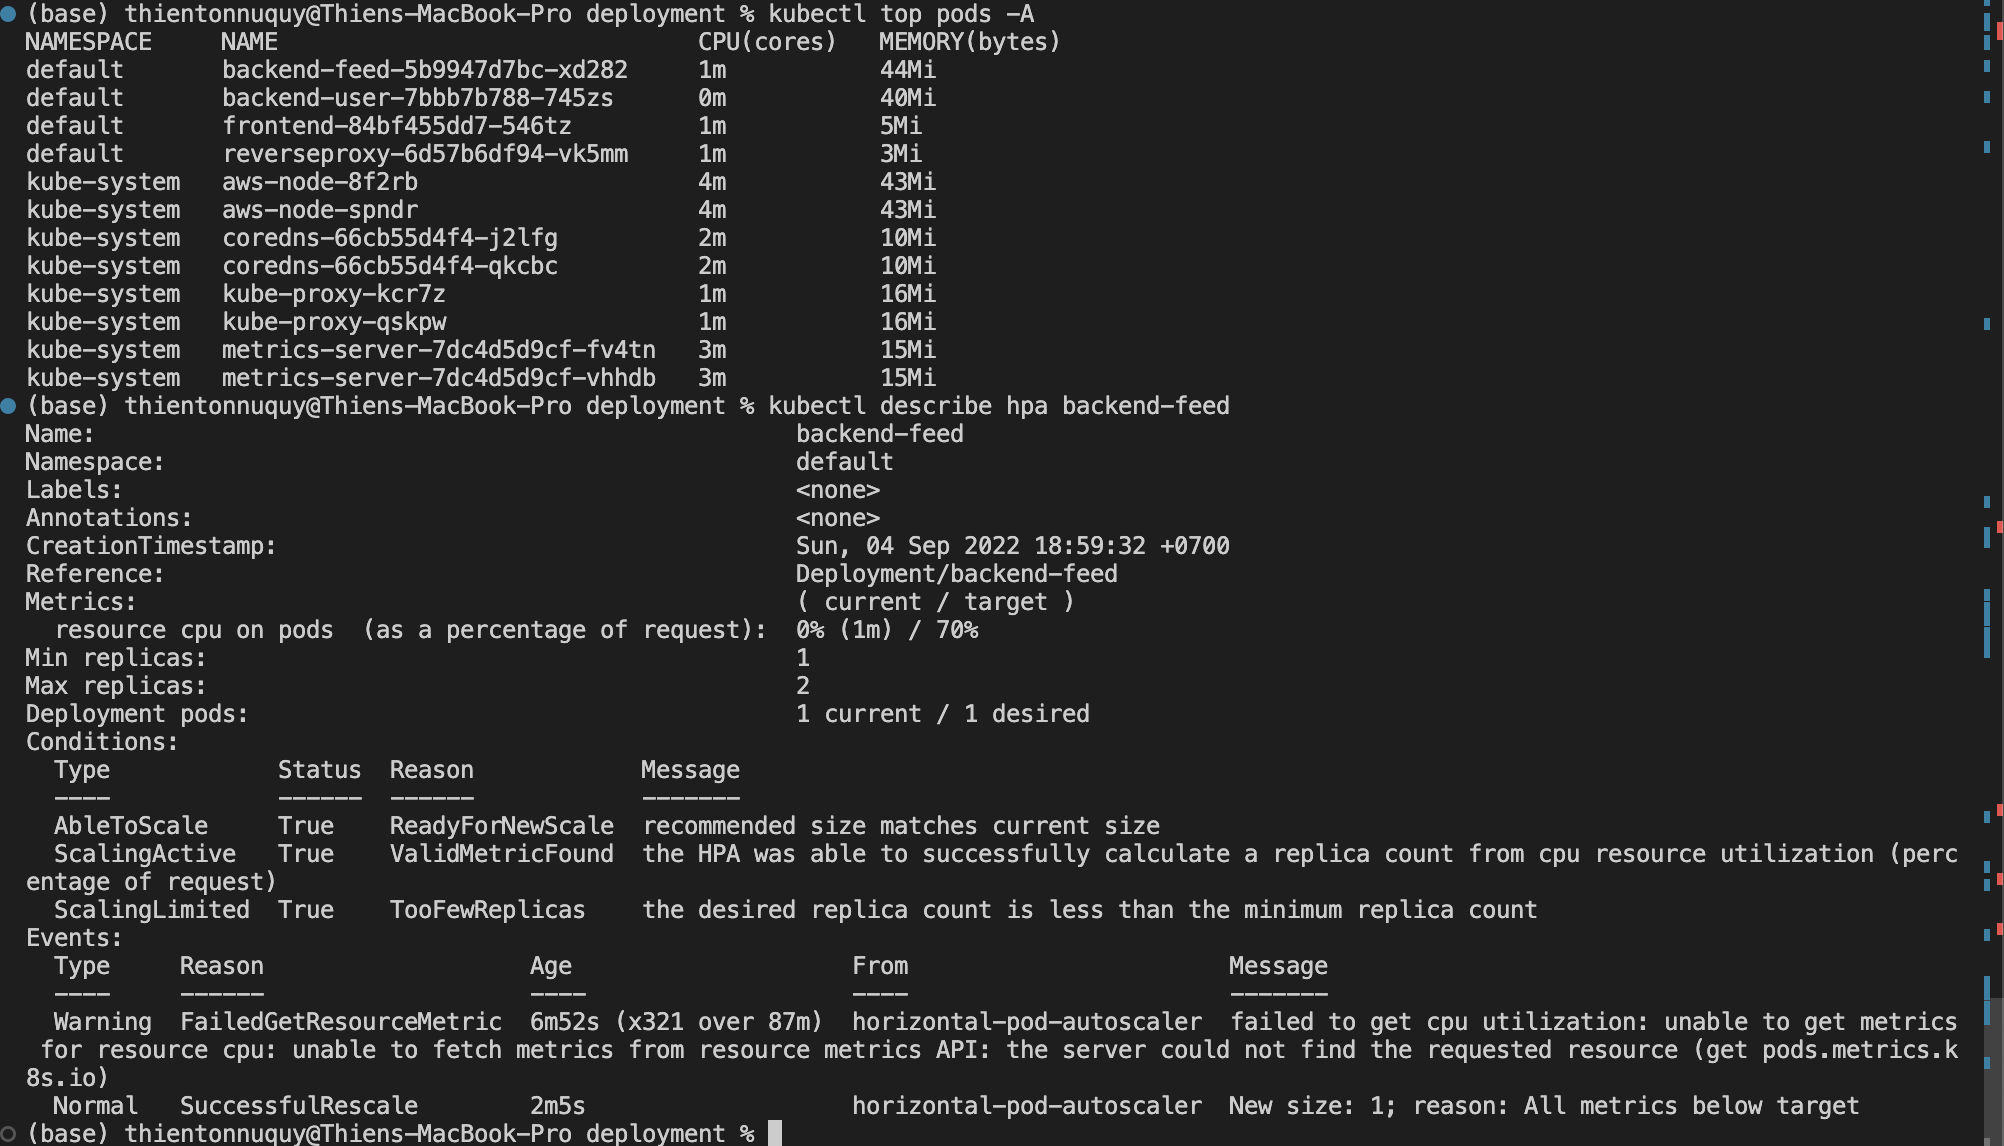 (base) thientonnuquy@Thiens-MacBook-Pro deployment % kubectl top pods -A
NAMESPACE     NAME                              CPU(cores)   MEMORY(bytes)
default       backend-feed-5b9947d7bc-xd282     1m           44Mi
default       backend-user-7bbb7b788-745zs      0m           40Mi
default       frontend-84bf455dd7-546tz         1m           5Mi
default       reverseproxy-6d57b6df94-vk5mm     1m           3Mi
kube-system   aws-node-8f2rb                    4m           43Mi
kube-system   aws-node-spndr                    4m           43Mi
kube-system   coredns-66cb55d4f4-j2lfg          2m           10Mi
kube-system   coredns-66cb55d4f4-qkcbc          2m           10Mi
kube-system   kube-proxy-kcr7z                  1m           16Mi
kube-system   kube-proxy-qskpw                  1m           16Mi
kube-system   metrics-server-7dc4d5d9cf-fv4tn   3m           15Mi
kube-system   metrics-server-7dc4d5d9cf-vhhdb   3m           15Mi
(base) thientonnuquy@Thiens-MacBook-Pro deployment % kubectl describe hpa backend-feed
Name:                                                  backend-feed
Namespace:                                             default
Labels:                                                <none>
Annotations:                                           <none>
CreationTimestamp:                                     Sun, 04 Sep 2022 18:59:32 +0700
Reference:                                             Deployment/backend-feed
Metrics:                                               ( current / target )
  resource cpu on pods  (as a percentage of request):  0% (1m) / 70%
Min replicas:                                          1
Max replicas:                                          2
Deployment pods:                                       1 current / 1 desired
Conditions:
  Type            Status  Reason            Message
  ----            ------  ------            -------
  AbleToScale     True    ReadyForNewScale  recommended size matches current size
  ScalingActive   True    ValidMetricFound  the HPA was able to successfully calculate a replica count from cpu resource utilization (perc
entage of request)
  ScalingLimited  True    TooFewReplicas    the desired replica count is less than the minimum replica count
Events:
  Type     Reason                   Age                    From                       Message
  ----     ------                   ----                   ----                       -------
  Warning  FailedGetResourceMetric  6m52s (x321 over 87m)  horizontal-pod-autoscaler  failed to get cpu utilization: unable to get metrics
 for resource cpu: unable to fetch metrics from resource metrics API: the server could not find the requested resource (get pods.metrics.k
8s.io)
  Normal   SuccessfulRescale        2m5s                   horizontal-pod-autoscaler  New size: 1; reason: All metrics below target
(base) thientonnuquy@Thiens-MacBook-Pro deployment %